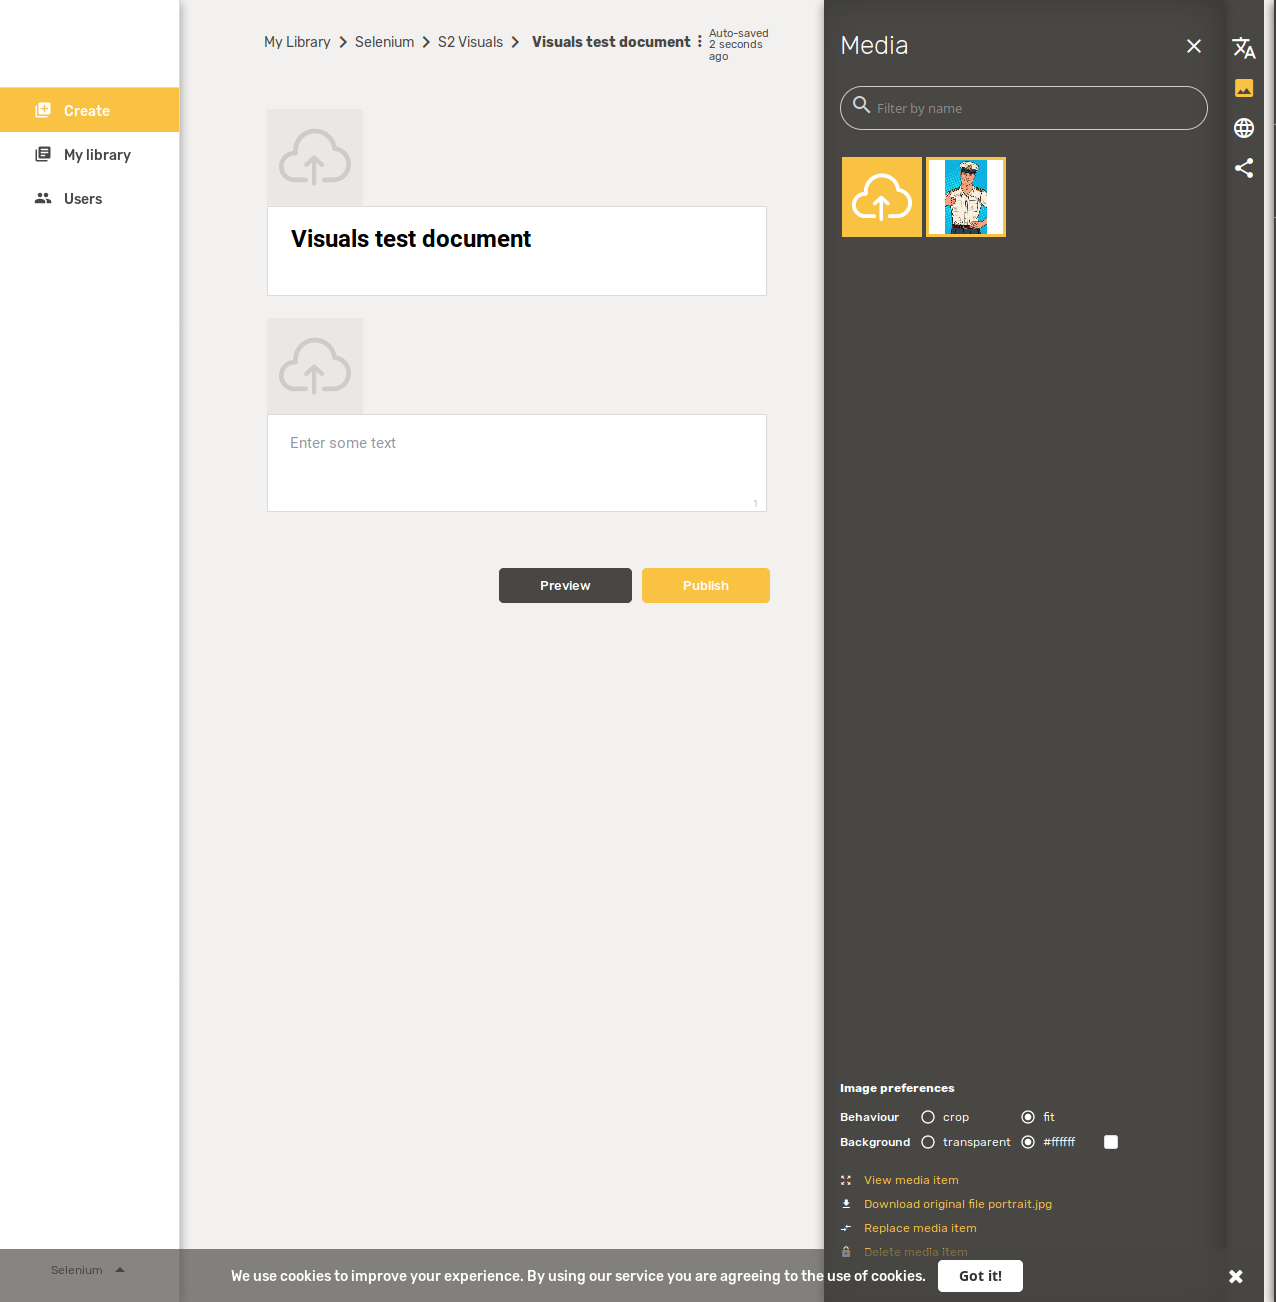 Create
My library
Users
My Library
Selenium
S2 Visuals
Visuals test document
Auto-saved
2 seconds
ago
Visuals test document
Enter some text
1
Preview
Publish
Media
Filter by name
Image preferences
Behaviour crop fit
Background transparent #ffffff
View media item
Download original file portrait.jpg
Replace media item
Delete media item
Selenium
We use cookies to improve your experience. By using our service you are agreeing to the use of cookies.
Got it!